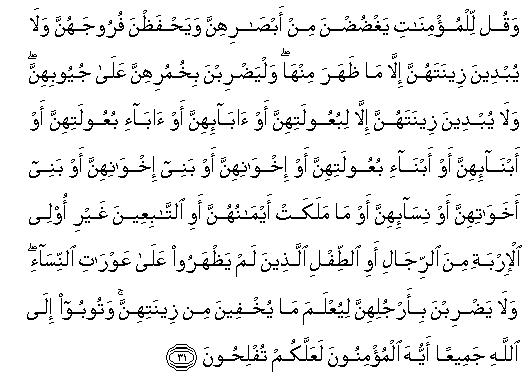 وَقُل لِّلْمُؤْمِنَـٰتِ يَغْضُضْنَ مِنْ أَبْصَـٰرِهِنَّ وَيَحْفَظْنَ فُرُوجَهُنَّ وَلَا
يُبْدِينَ زِينَتَهُنَّ إِلَّا مَا ظَهَرَ مِنْهَا ۖ وَلْيَضْرِبْنَ بِخُمُرِهِنَّ عَلَىٰ جُيُوبِهِنَّ ۖ
وَلَا يُبْدِينَ زِينَتَهُنَّ إِلَّا لِبُعُولَتِهِنَّ أَوْ ءَابَآئِهِنَّ أَوْ ءَابَآءِ بُعُولَتِهِنَّ أَوْ
أَبْنَآئِهِنَّ أَوْ أَبْنَآءِ بُعُولَتِهِنَّ أَوْ إِخْوَٰنِهِنَّ أَوْ بَنِىٓ إِخْوَٰنِهِنَّ أَوْ بَنِىٓ
أَخَوَٰتِهِنَّ أَوْ نِسَآئِهِنَّ أَوْ مَا مَلَكَتْ أَيْمَـٰنُهُنَّ أَوِ ٱلتَّـٰبِعِينَ غَيْرِ أُو۟لِى
ٱلْإِرْبَةِ مِنَ ٱلرِّجَالِ أَوِ ٱلطِّفْلِ ٱلَّذِينَ لَمْ يَظْهَرُوا۟ عَلَىٰ عَوْرَٰتِ ٱلنِّسَآءِ ۖ
وَلَا يَضْرِبْنَ بِأَرْجُلِهِنَّ لِيُعْلَمَ مَا يُخْفِينَ مِن زِينَتِهِنَّ ۚ وَتُوبُوٓا۟ إِلَى
ٱللَّهِ جَمِيعًا أَيُّهَ ٱلْمُؤْمِنُونَ لَعَلَّكُمْ تُفْلِحُونَ ٣١